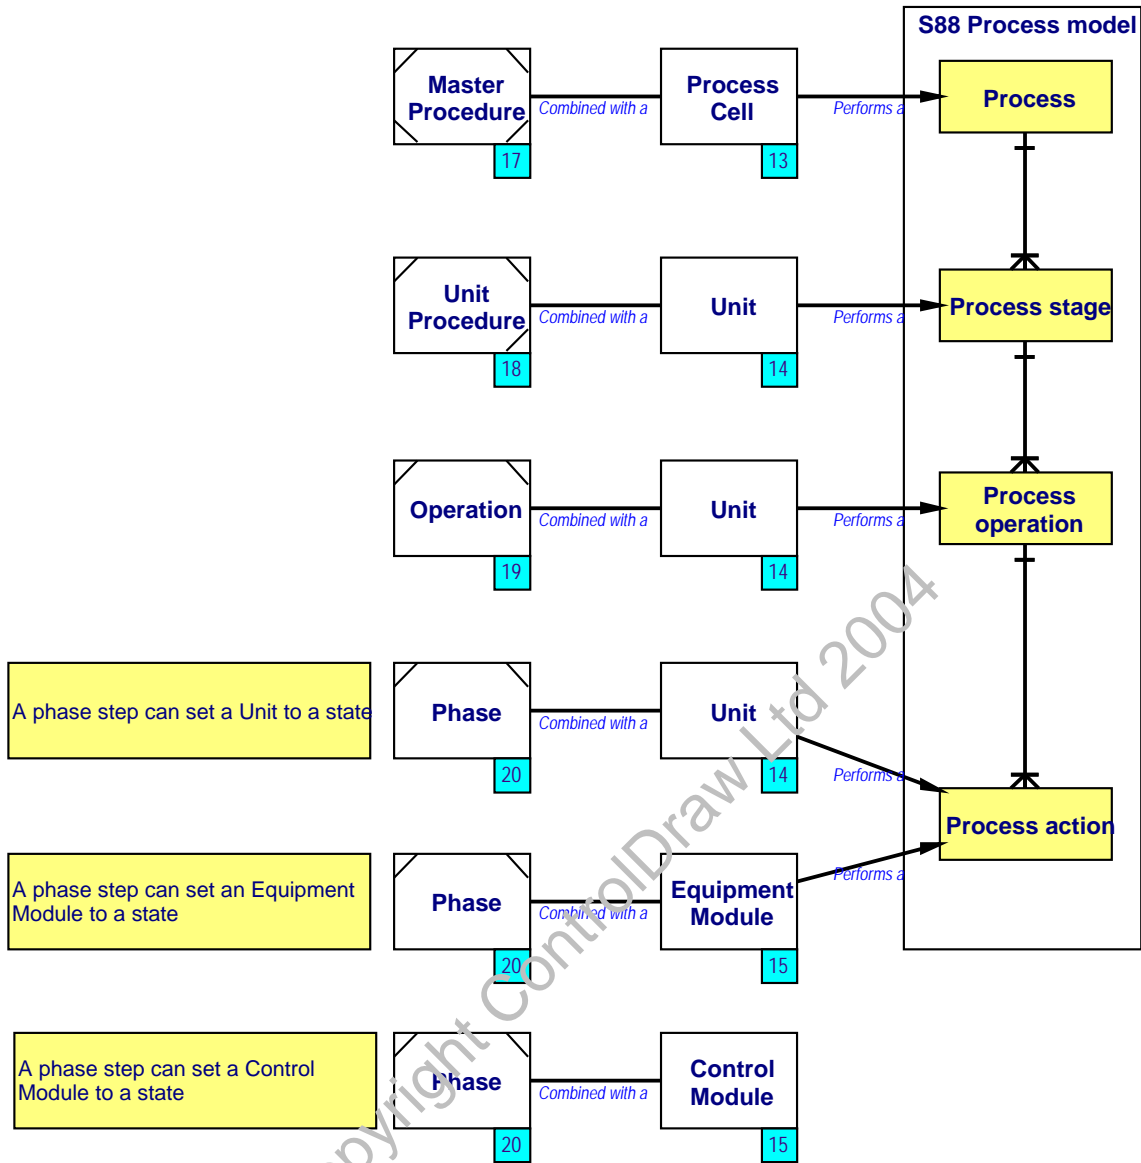 S88 Process model
Master
Procedure
17
Combined with a
Process
Cell
13
Performs a
Process
Unit
Procedure
18
Combined with a
Unit
14
Performs a
Process stage
Operation
19
Combined with a
Unit
14
Performs a
Process
operation
A phase step can set a Unit to a state
Phase
20
Combined with a
Unit
14
Performs a
Process action
A phase step can set an Equipment
Module to a state
Phase
20
Combined with a
Equipment
Module
15
Performs a
A phase step can set a Control
Module to a state
Phase
20
Combined with a
Control
Module
15
opyright ControlDraw Ltd 2004